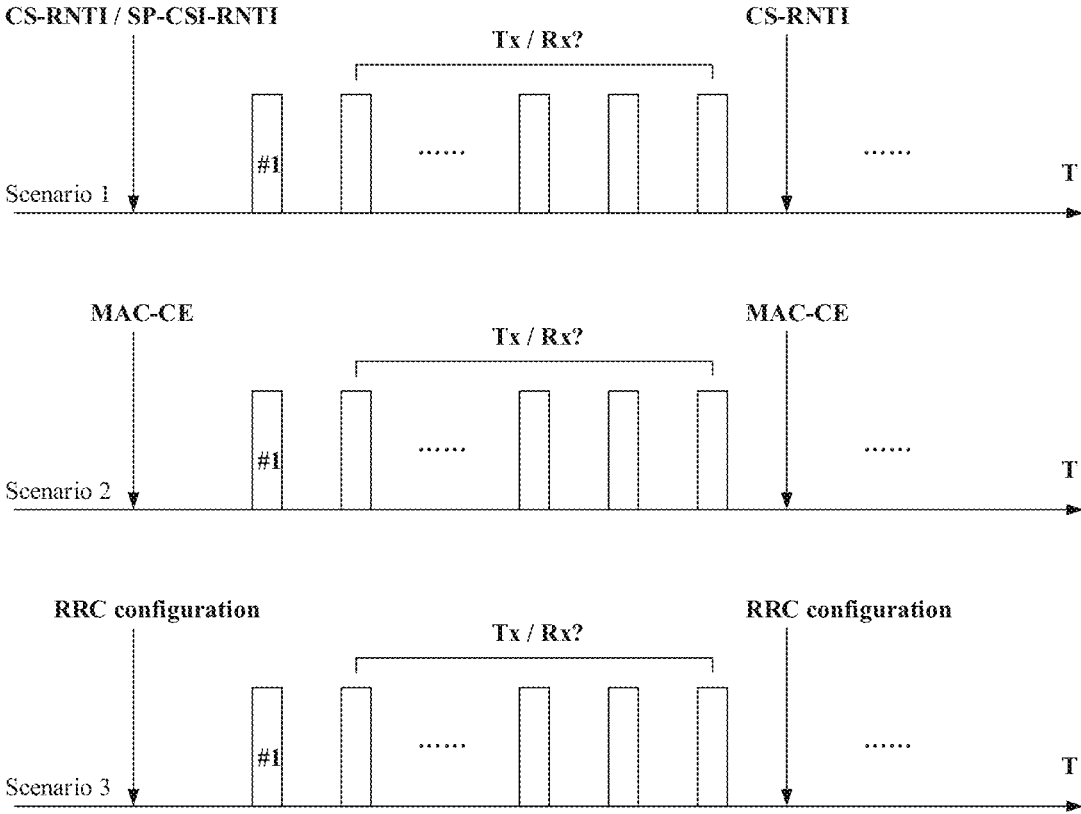 CS-RNTI / SP-CSI-RNTI
CS-RNTI
Tx / Rx?
#1
……
……
T
Scenario 1
MAC-CE
MAC-CE
Tx / Rx?
#1
……
……
T
Scenario 2
RRC configuration
RRC configuration
Tx / Rx?
#1
……
……
T
Scenario 3